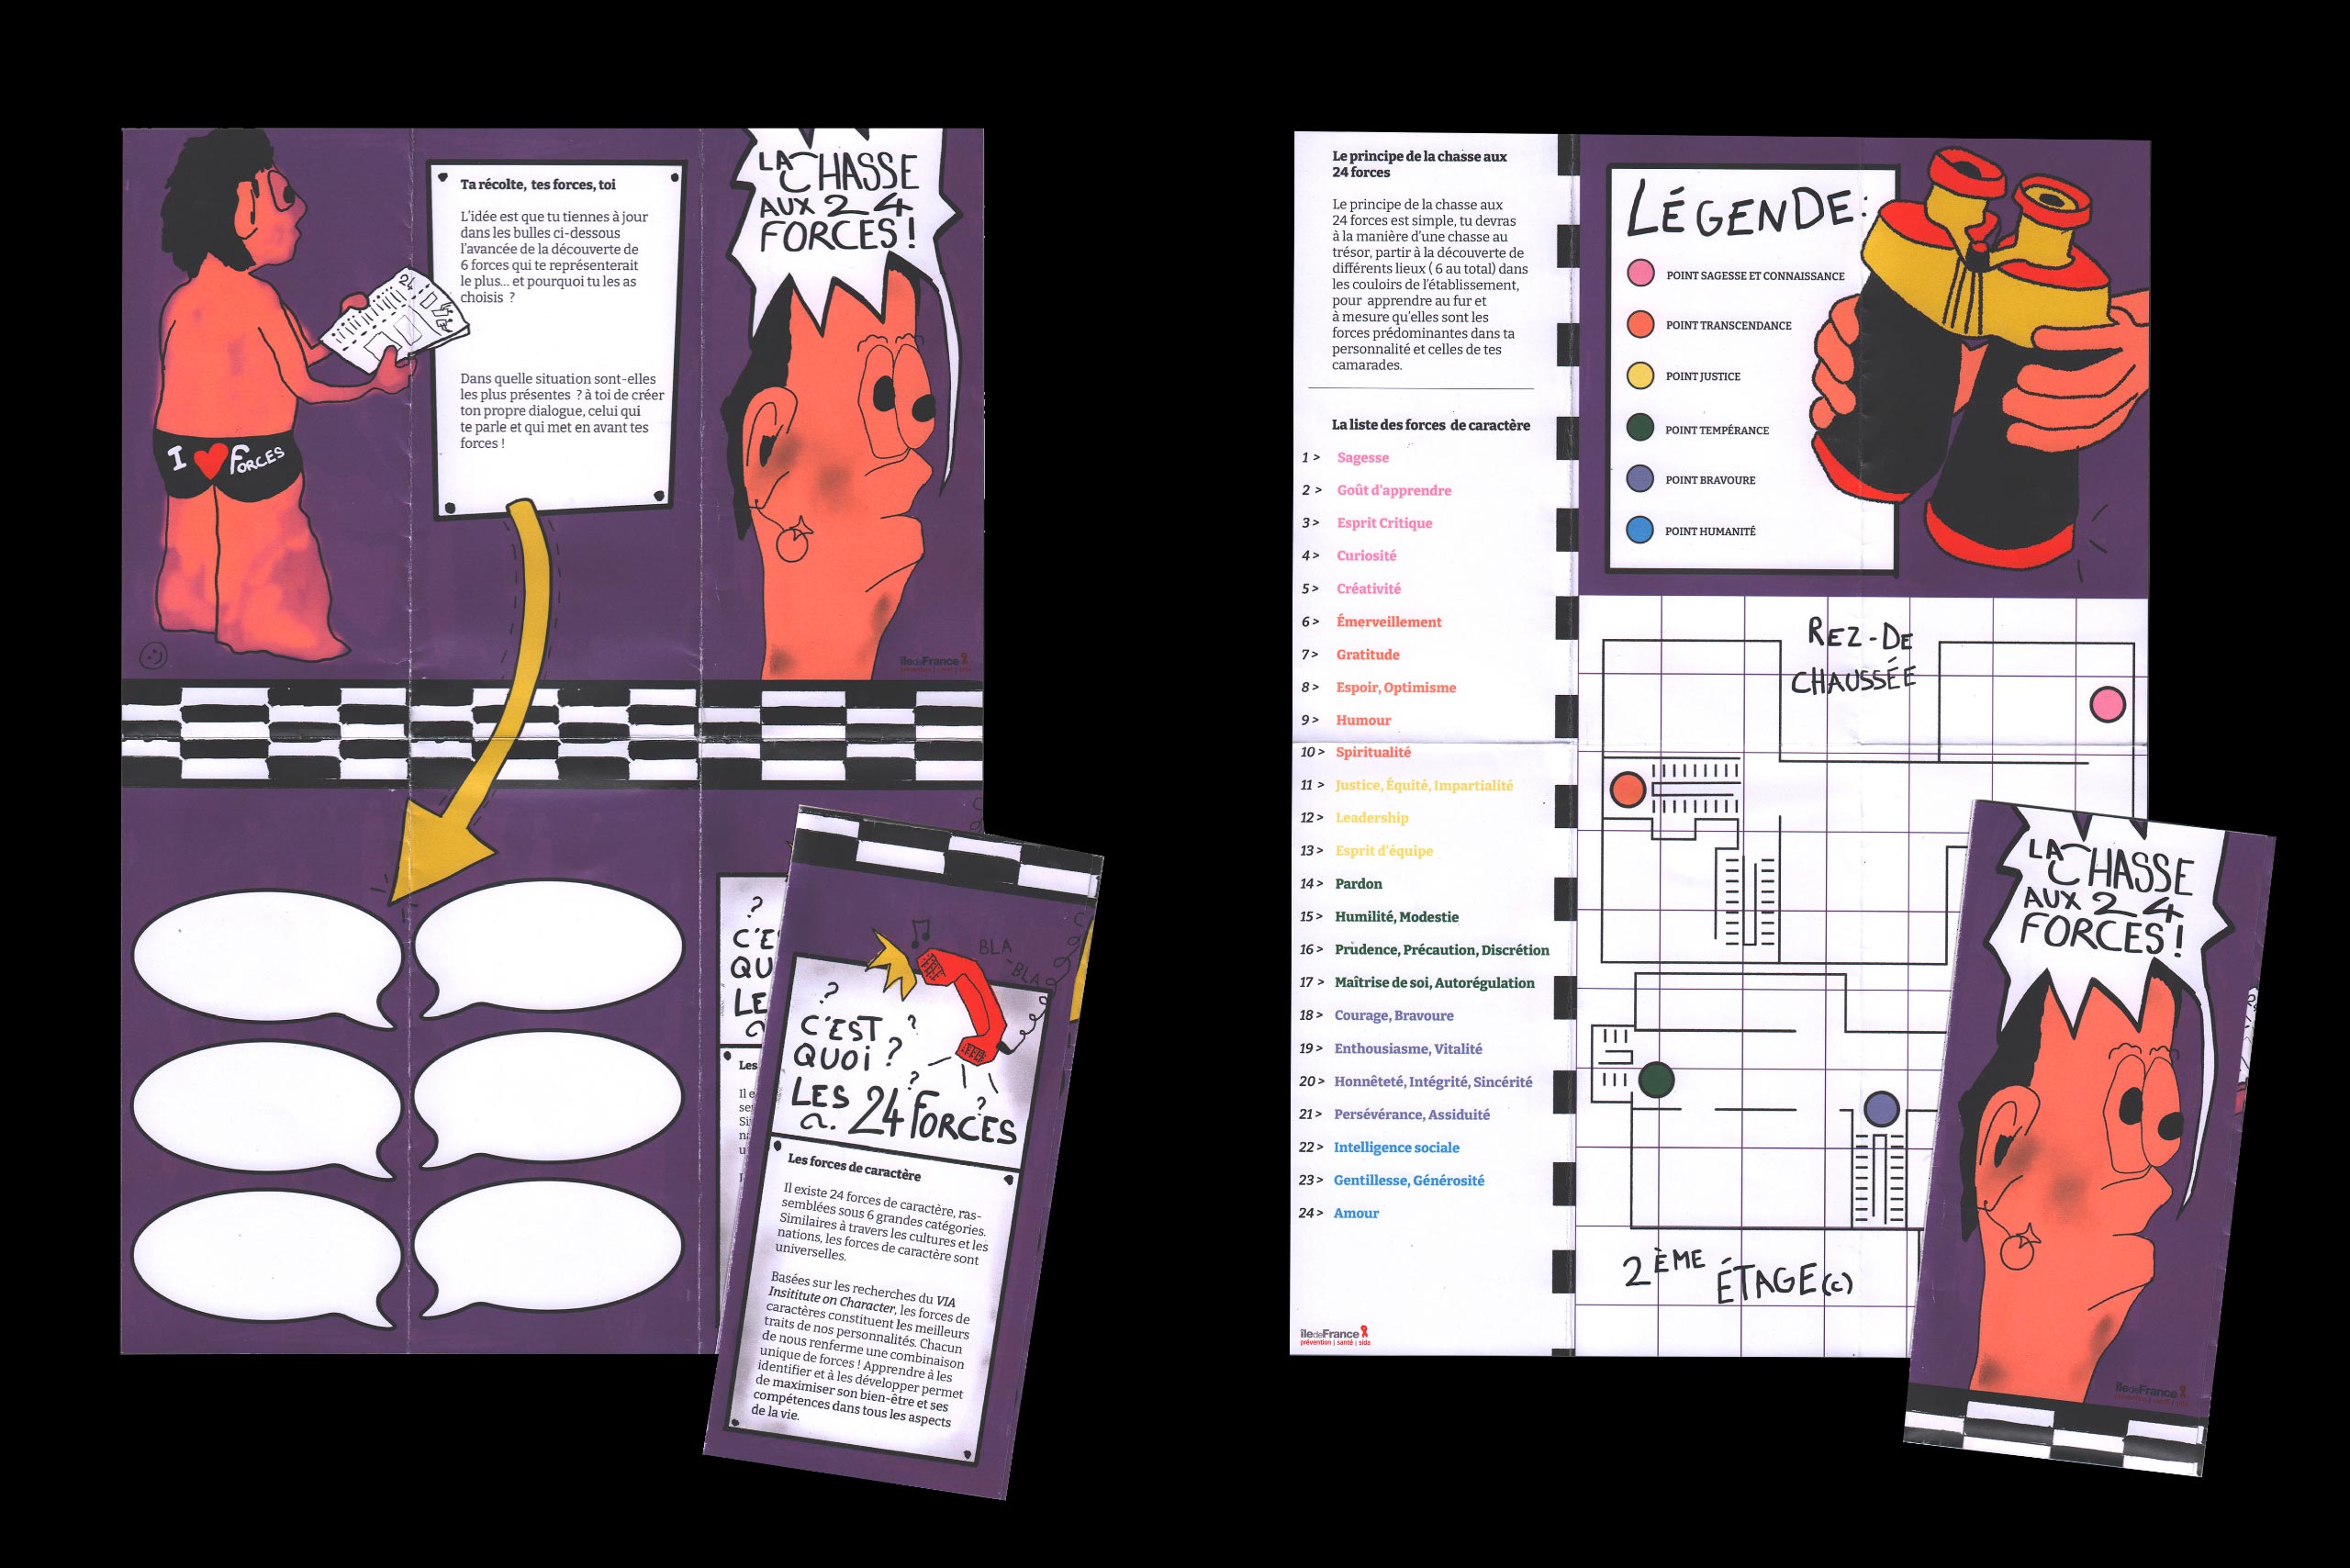 Ta récolte, tes forces, toi
L'idée est que tu tiennes à jour
dans les bulles ci-dessous
l'avancée de la découverte de
6 forces qui te représenterait
le plus... et pourquoi tu les as
choisis ?
Dans quelle situation sont-elles
les plus présentes ? à toi de créer
ton propre dialogue, celui qui
te parle et qui met en avant tes
forces !
24
I ❤ FORCES
LA CHASSE
AUX 24
FORCES !
îledeFrance
prévention | santé | sida
?
C'E
QU
LE
Les
Il e
BLA
-BLA
?
C'EST ?
QUOi ?
LES ?
24 FORCES ?
Les forces de caractère
Il existe 24 forces de caractère, ras-
semblées sous 6 grandes catégories.
Similaires à travers les cultures et les
nations, les forces de caractère sont
universelles.
Basées sur les recherches du VIA
Insititute on Character, les forces de
caractères constituent les meilleurs
traits de nos personnalités. Chacun
de nous renferme une combinaison
unique de forces ! Apprendre à les
identifier et à les développer permet
de maximiser son bien-être et ses
compétences dans tous les aspects
de la vie.
Le principe de la chasse aux
24 forces
Le principe de la chasse aux
24 forces est simple, tu devras
à la manière d'une chasse au
trésor, partir à la découverte de
différents lieux ( 6 au total) dans
les couloirs de l'établissement,
pour apprendre au fur et
à mesure qu'elles sont les
forces prédominantes dans ta
personnalité et celles de tes
camarades.
La liste des forces de caractère
1 > Sagesse
2 > Goût d'apprendre
3 > Esprit Critique
4 > Curiosité
5 > Créativité
6 > Émerveillement
7 > Gratitude
8 > Espoir, Optimisme
9 > Humour
10 > Spiritualité
11 > Justice, Équité, Impartialité
12 > Leadership
13 > Esprit d'équipe
14 > Pardon
15 > Humilité, Modestie
16 > Prudence, Précaution, Discrétion
17 > Maîtrise de soi, Autorégulation
18 > Courage, Bravoure
19 > Enthousiasme, Vitalité
20 > Honnêteté, Intégrité, Sincérité
21 > Persévérance, Assiduité
22 > Intelligence sociale
23 > Gentillesse, Générosité
24 > Amour
îledeFrance
prévention | santé | sida
LÉGENDE:
POINT SAGESSE ET CONNAISSANCE
POINT TRANSCENDANCE
POINT JUSTICE
POINT TEMPÉRANCE
POINT BRAVOURE
POINT HUMANITÉ
REZ-DE
CHAUSSÉE
2ÈME ÉTAGE(c)
LA CHASSE
AUX 24
FORCES !
îledeFrance